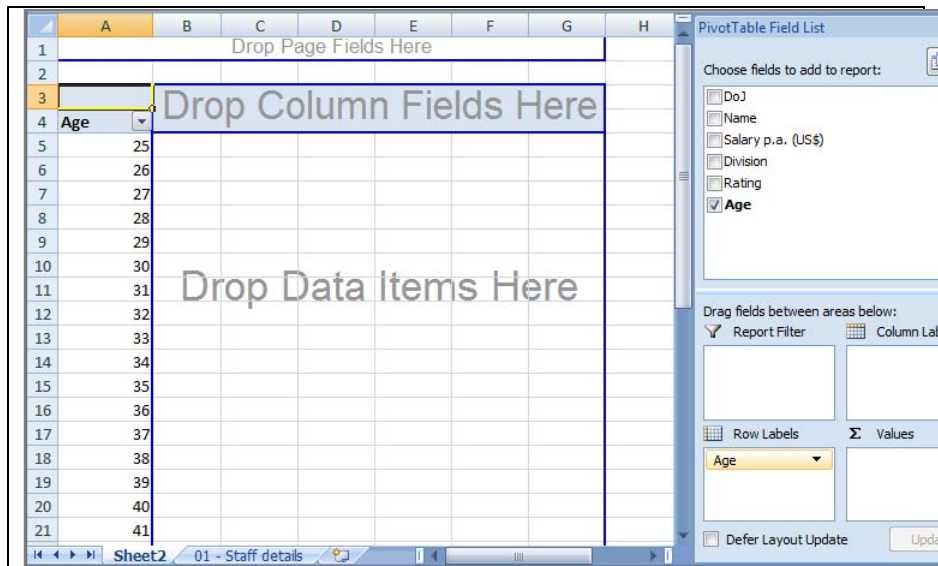 A B C D E F G H
1 Drop Page Fields Here
2
3 Drop Column Fields Here
4 Age
5 25
6 26
7 27
8 28
9 29
10 30
11 31 Drop Data Items Here
12 32
13 33
14 34
15 35
16 36
17 37
18 38
19 39
20 40
21 41
Sheet2 01 - Staff details
PivotTable Field List
Choose fields to add to report:
DoJ
Name
Salary p.a. (US$)
Division
Rating
Age
Drag fields between areas below:
Report Filter Column Lab
Row Labels Σ Values
Age
Defer Layout Update Upda